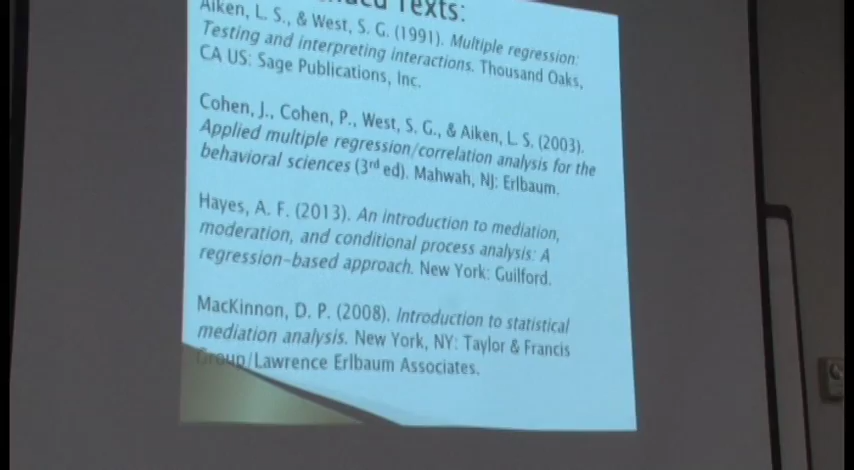 Texts:
Aiken, L. S., & West, S. G. (1991). Multiple regression:
Testing and interpreting interactions. Thousand Oaks,
CA US: Sage Publications, Inc.
Cohen, J., Cohen, P., West, S. G., & Aiken, L. S. (2003).
Applied multiple regression/correlation analysis for the
behavioral sciences (3rd ed). Mahwah, NJ: Erlbaum.
Hayes, A. F. (2013). An introduction to mediation,
moderation, and conditional process analysis: A
regression-based approach. New York: Guilford.
MacKinnon, D. P. (2008). Introduction to statistical
mediation analysis. New York, NY: Taylor & Francis
Group/Lawrence Erlbaum Associates.